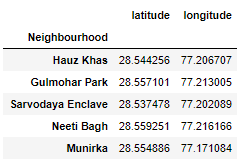 latitude longitude
Neighbourhood
Hauz Khas 28.544256 77.206707
Gulmohar Park 28.557101 77.213005
Sarvodaya Enclave 28.537478 77.202089
Neeti Bagh 28.559251 77.216166
Munirka 28.554886 77.171084